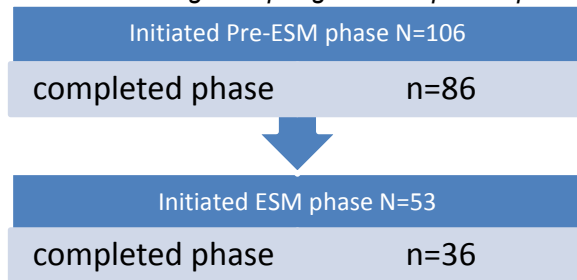 Initiated Pre-ESM phase N=106
completed phase n=86
Initiated ESM phase N=53
completed phase n=36